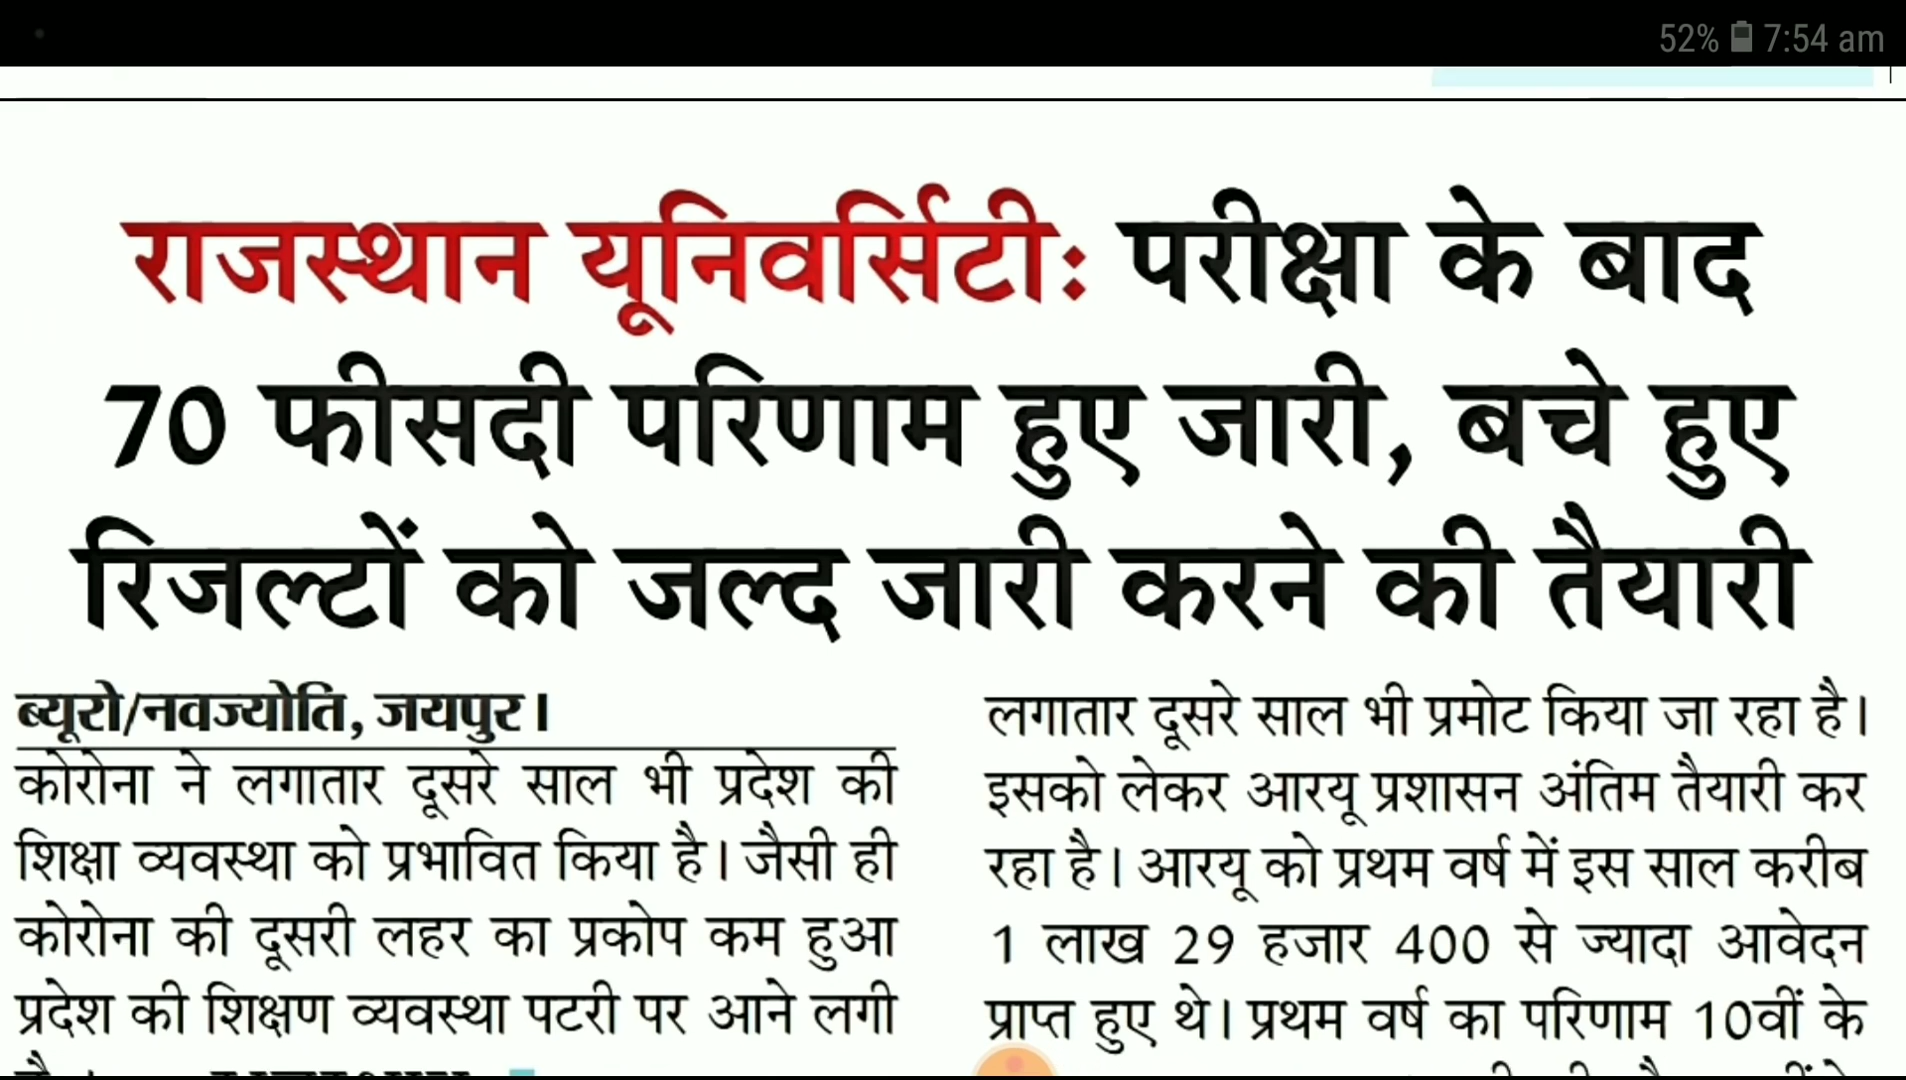 52% 7:54 am
राजस्थान यूनिवर्सिटीः परीक्षा के बाद
70 फीसदी परिणाम हुए जारी, बचे हुए
रिजल्टों को जल्द जारी करने की तैयारी
ब्यूरो/नवज्योति, जयपुर।
कोरोना ने लगातार दूसरे साल भी प्रदेश की
शिक्षा व्यवस्था को प्रभावित किया है। जैसी ही
कोरोना की दूसरी लहर का प्रकोप कम हुआ
प्रदेश की शिक्षण व्यवस्था पटरी पर आने लगी
लगातार दूसरे साल भी प्रमोट किया जा रहा है।
इसको लेकर आरयू प्रशासन अंतिम तैयारी कर
रहा है। आरयू को प्रथम वर्ष में इस साल करीब
1 लाख 29 हजार 400 से ज्यादा आवेदन
प्राप्त हुए थे। प्रथम वर्ष का परिणाम 10वीं के